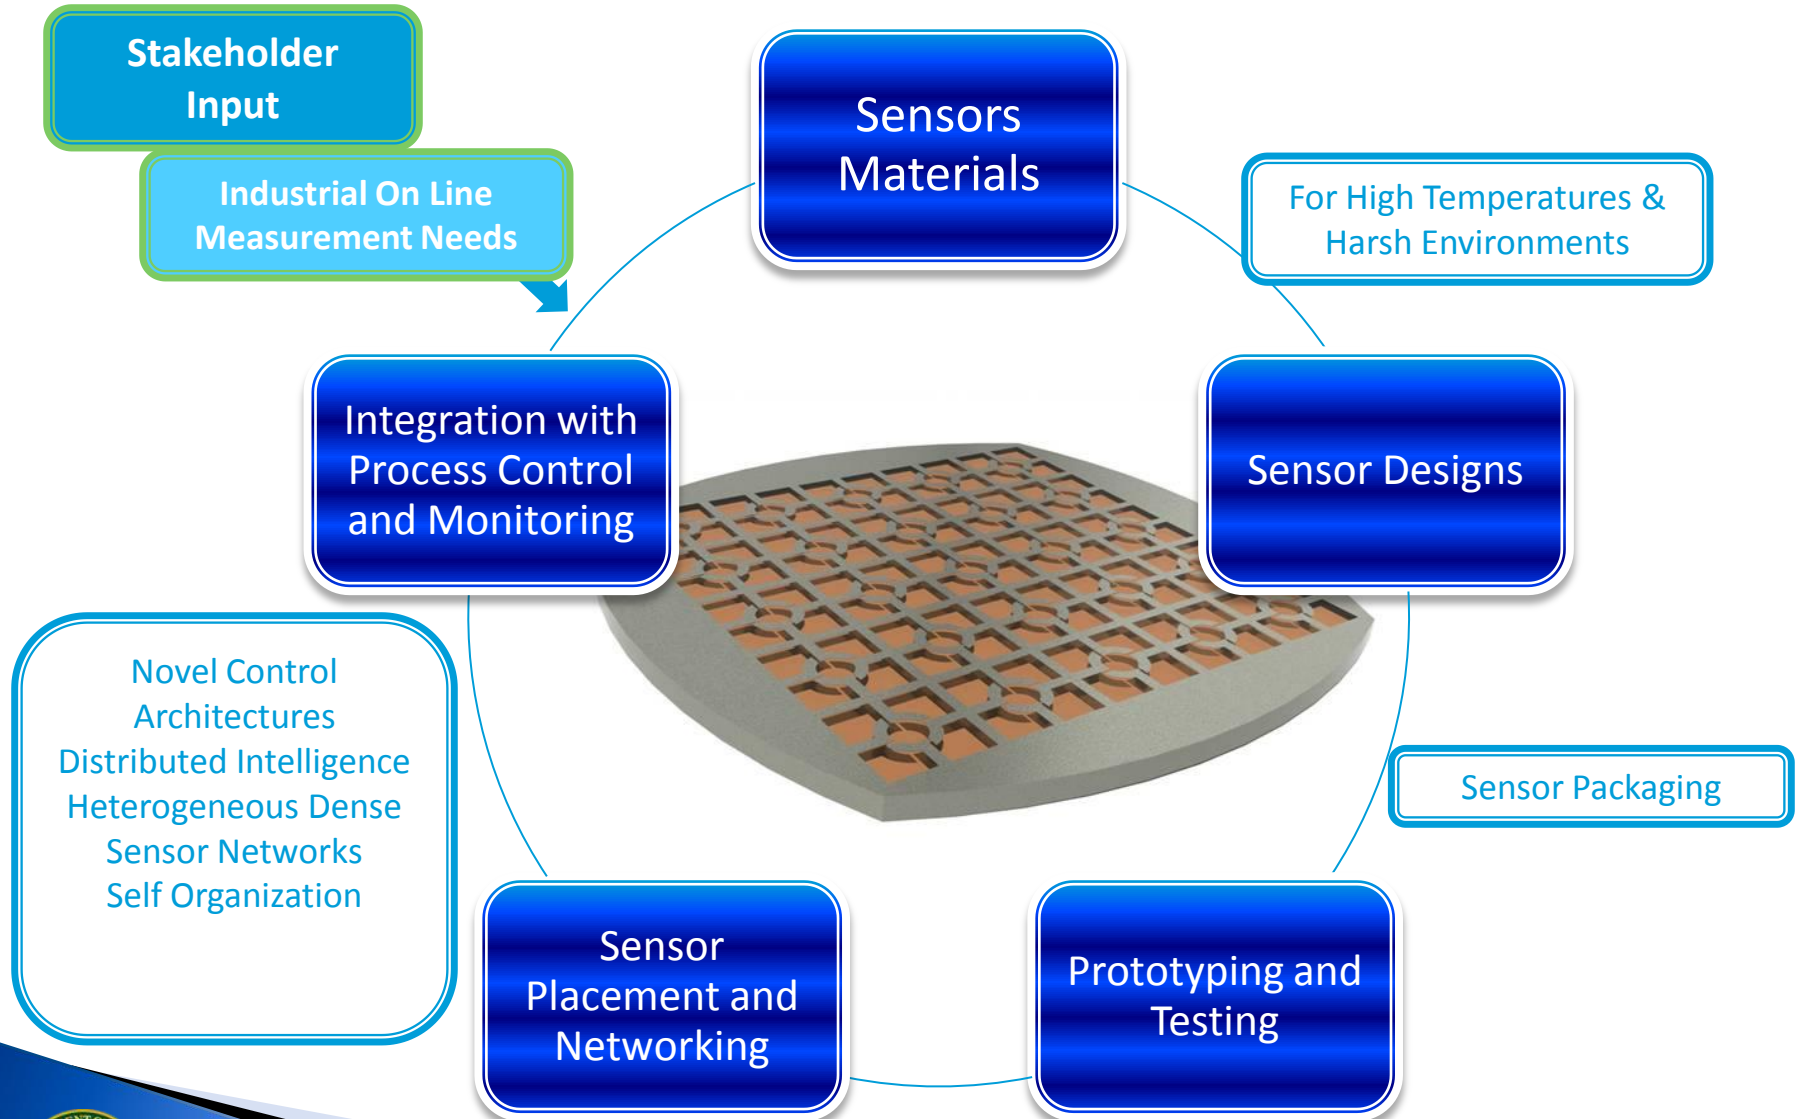 Stakeholder
Input
Industrial On Line
Measurement Needs
Sensors
Materials
For High Temperatures &
Harsh Environments
Integration with
Process Control
and Monitoring
Sensor Designs
Novel Control
Architectures
Distributed Intelligence
Heterogeneous Dense
Sensor Networks
Self Organization
Sensor Packaging
Sensor
Placement and
Networking
Prototyping and
Testing